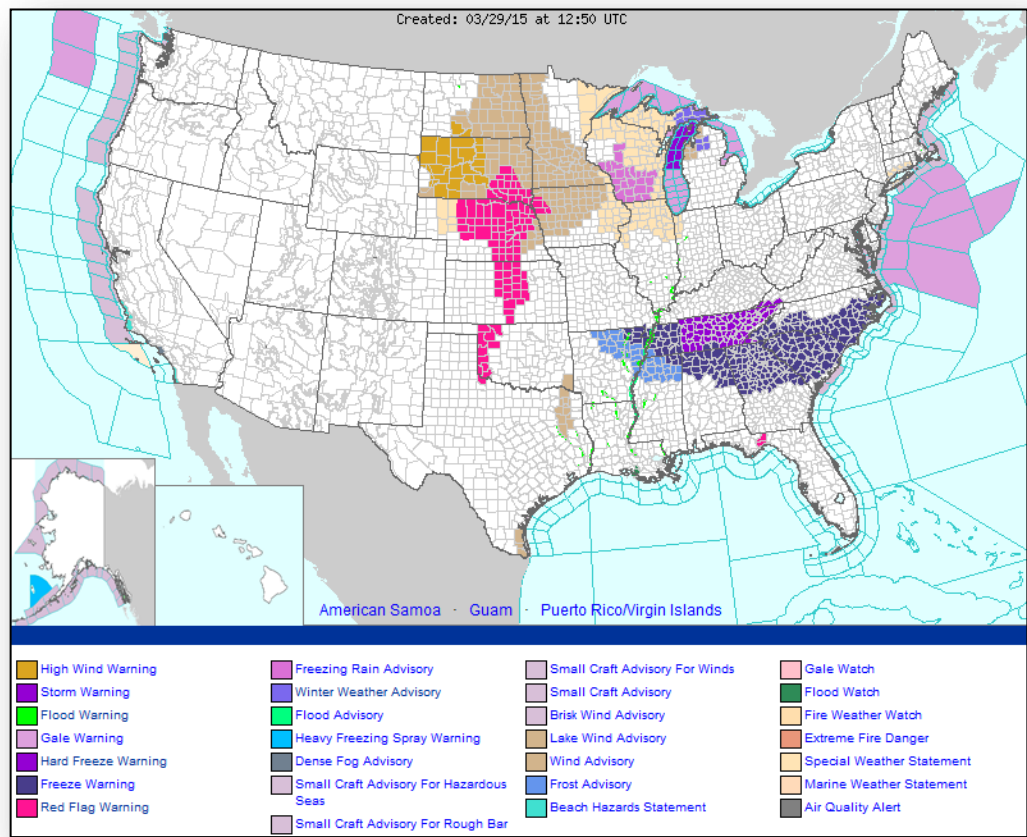 Created: 03/29/15 at 12:50 UTC
American Samoa - Guam - Puerto Rico/Virgin Islands
High Wind Warning
Storm Warning
Flood Warning
Gale Warning
Hard Freeze Warning
Freeze Warning
Red Flag Warning
Freezing Rain Advisory
Winter Weather Advisory
Flood Advisory
Heavy Freezing Spray Warning
Dense Fog Advisory
Small Craft Advisory For Hazardous
Seas
Small Craft Advisory For Rough Bar
Small Craft Advisory For Winds
Small Craft Advisory
Brisk Wind Advisory
Lake Wind Advisory
Wind Advisory
Frost Advisory
Beach Hazards Statement
Gale Watch
Flood Watch
Fire Weather Watch
Extreme Fire Danger
Special Weather Statement
Marine Weather Statement
Air Quality Alert